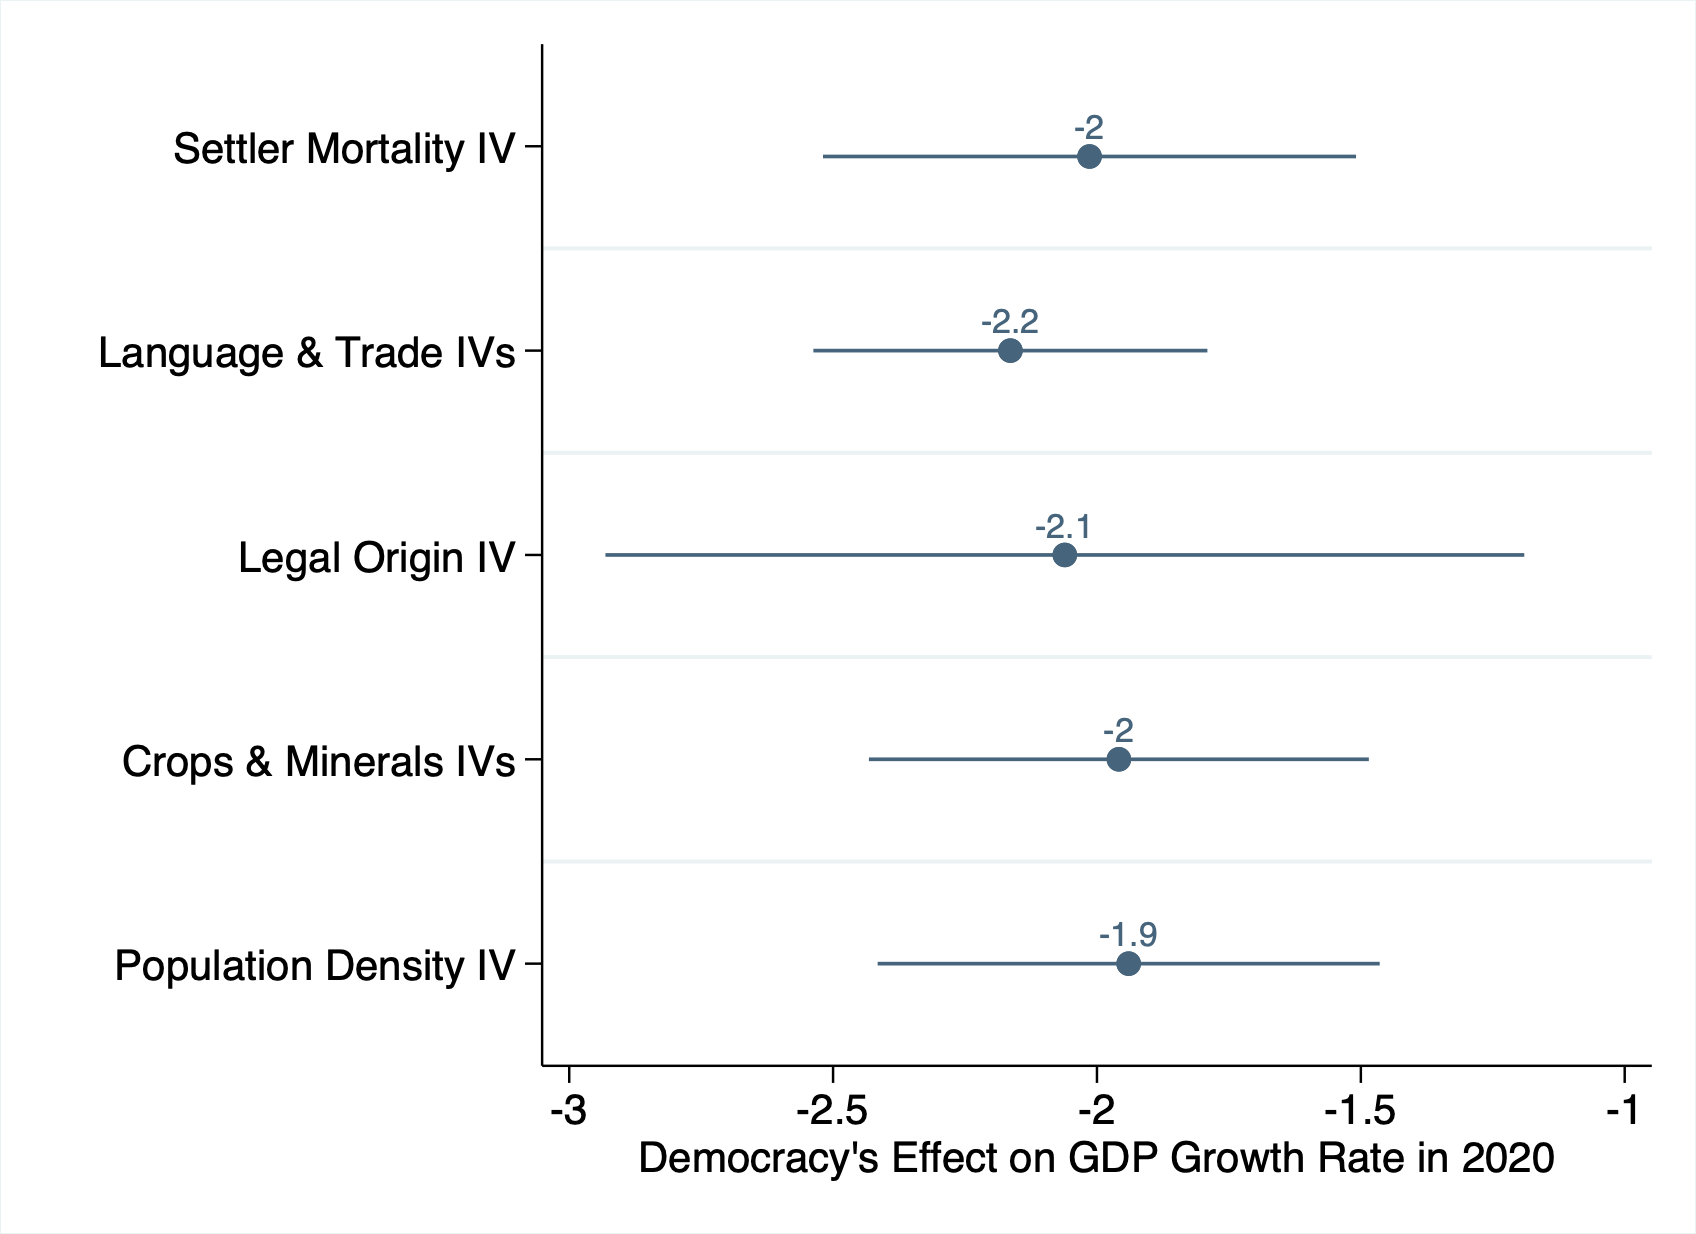 Settler Mortality IV
-2
Language & Trade IVs
-2.2
Legal Origin IV
-2.1
Crops & Minerals IVs
-2
Population Density IV
-1.9
-3 -2.5 -2 -1.5 -1
Democracy's Effect on GDP Growth Rate in 2020